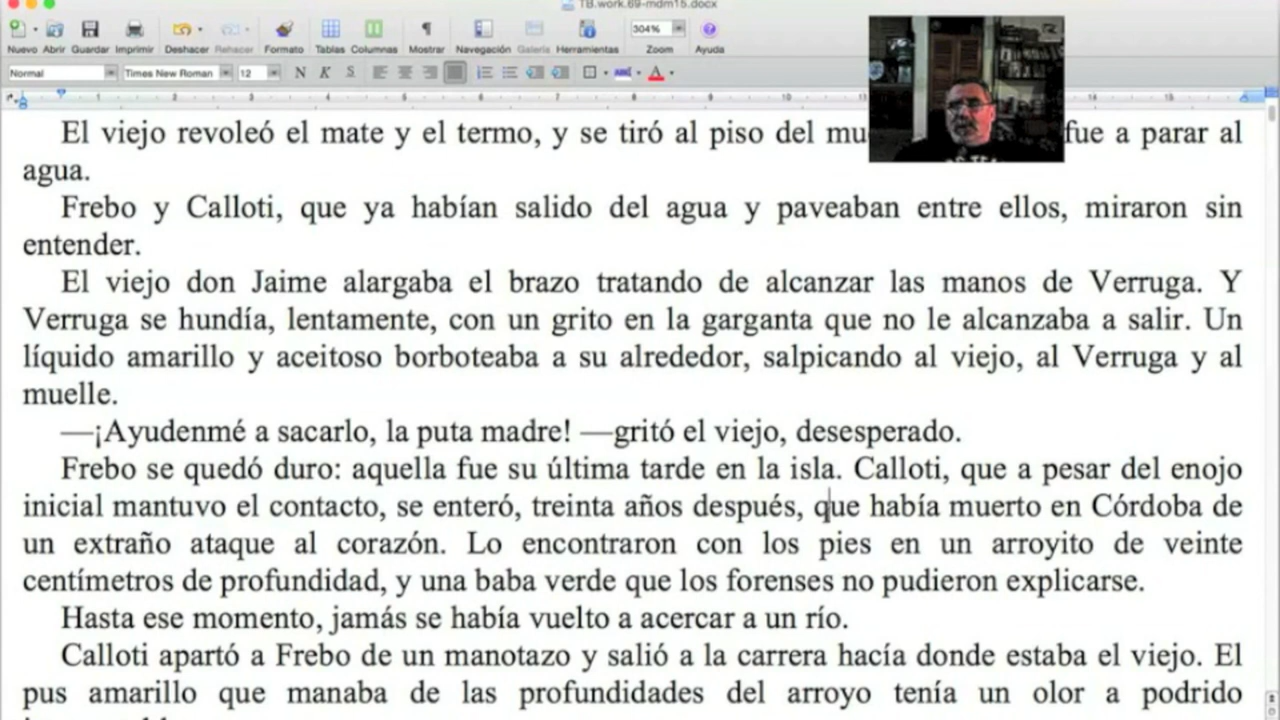 TB.work.69-mdm15.docx
Nuevo Abrir Guardar Imprimir Deshacer Rehacer Formato Tablas Columnas Mostrar Navegación Galería Herramientas 304% Zoom Ayuda
Normal Times New Roman 12 N K S
El viejo revoleó el mate y el termo, y se tiró al piso del fue a parar al
agua.
Frebo y Calloti, que ya habían salido del agua y paveaban entre ellos, miraron sin
entender.
El viejo don Jaime alargaba el brazo tratando de alcanzar las manos de Verruga. Y
Verruga se hundía, lentamente, con un grito en la garganta que no le alcanzaba a salir. Un
líquido amarillo y aceitoso borboteaba a su alrededor, salpicando al viejo, al Verruga y al
muelle.
—¡Ayudenmé a sacarlo, la puta madre! —gritó el viejo, desesperado.
Frebo se quedó duro: aquella fue su última tarde en la isla. Calloti, que a pesar del enojo
inicial mantuvo el contacto, se enteró, treinta años después, que había muerto en Córdoba de
un extraño ataque al corazón. Lo encontraron con los pies en un arroyito de veinte
centímetros de profundidad, y una baba verde que los forenses no pudieron explicarse.
Hasta ese momento, jamás se había vuelto a acercar a un río.
Calloti apartó a Frebo de un manotazo y salió a la carrera hacía donde estaba el viejo. El
pus amarillo que manaba de las profundidades del arroyo tenía un olor a podrido